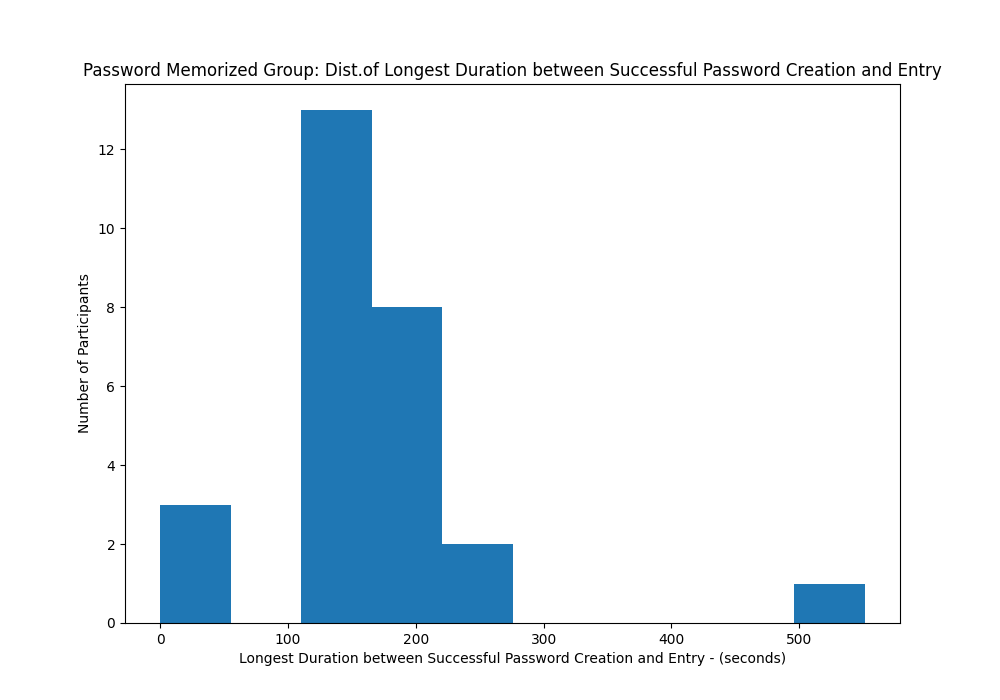 Password Memorized Group: Dist.of Longest Duration between Successful Password Creation and Entry
Number of Participants
12
10
8
6
4
2
0
0 100 200 300 400 500
Longest Duration between Successful Password Creation and Entry - (seconds)